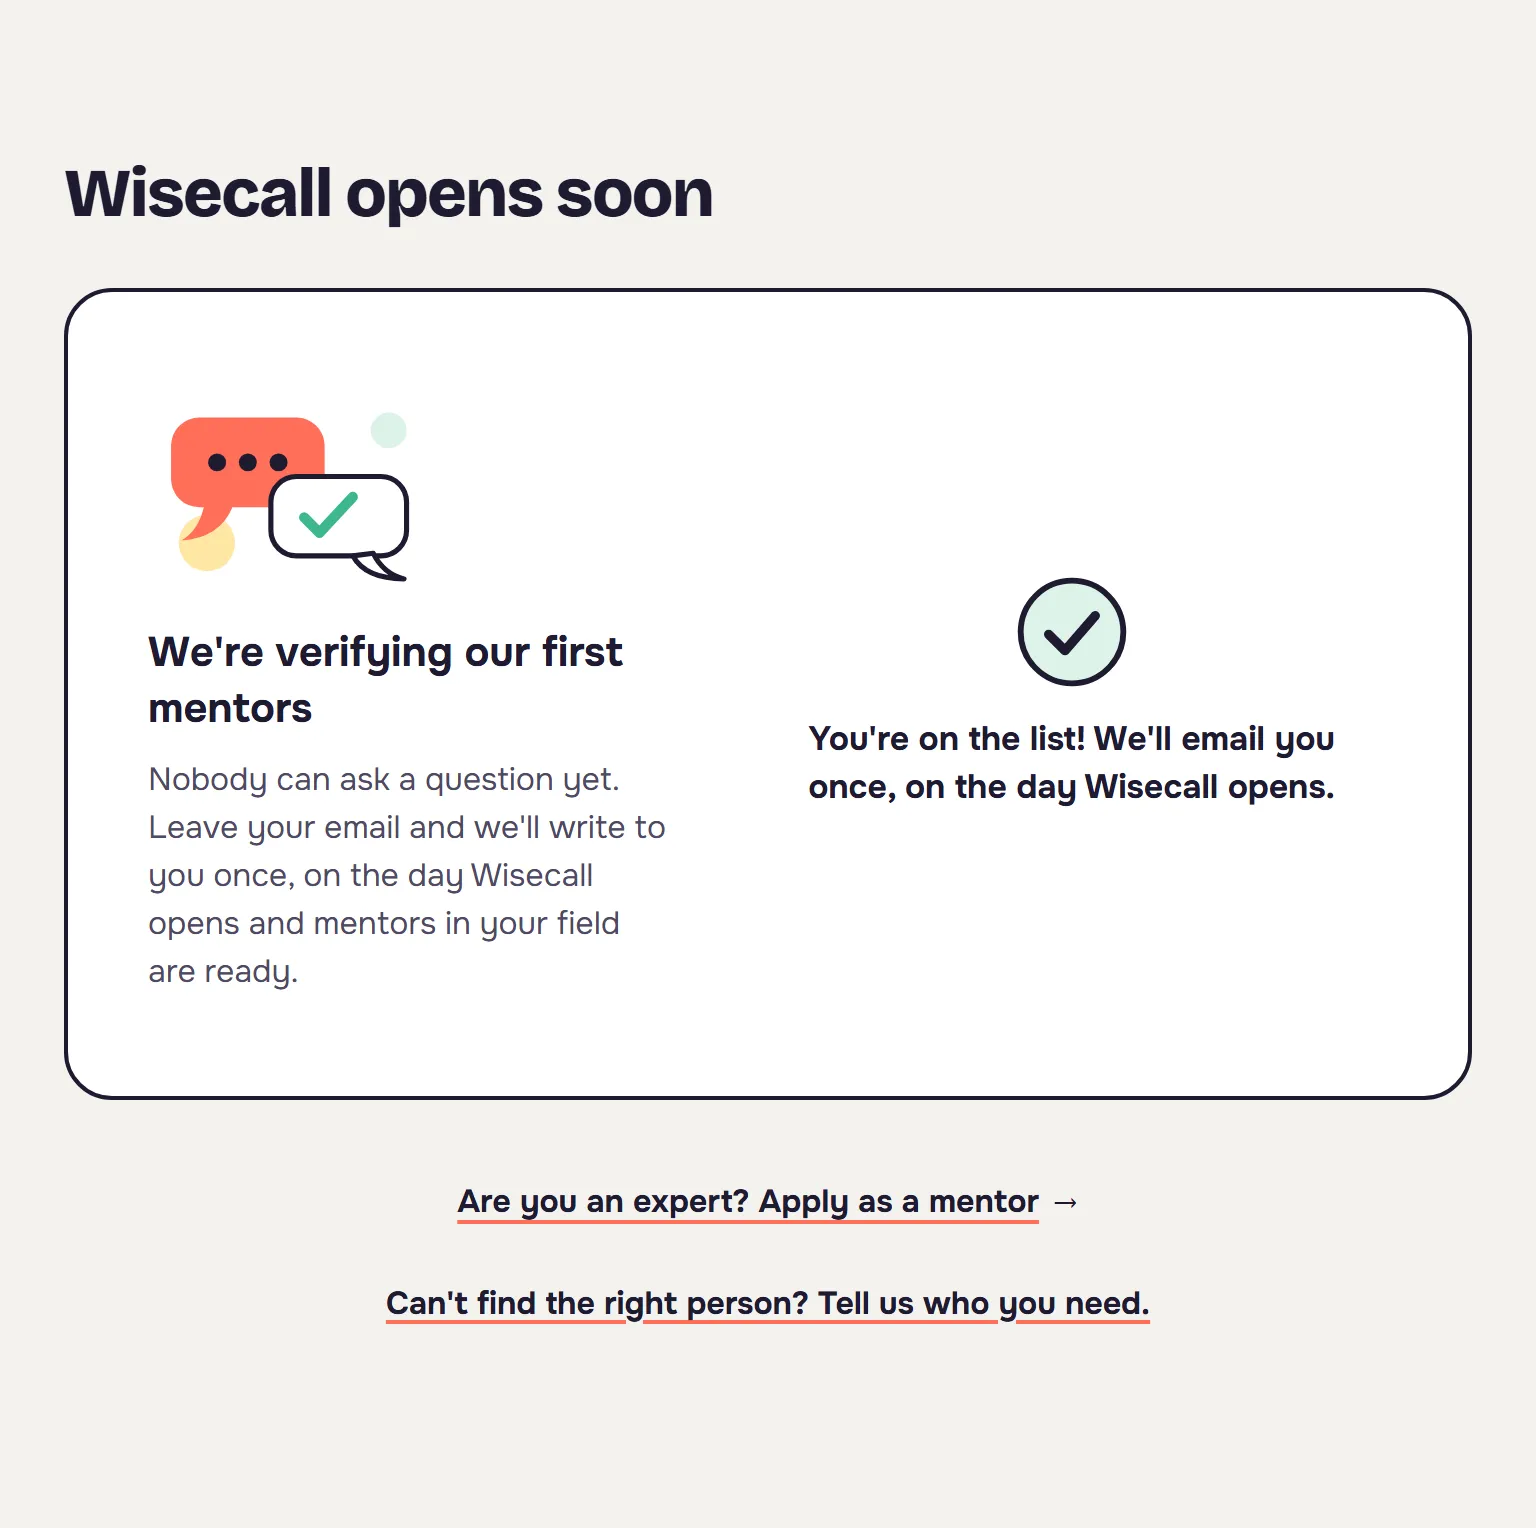 Wisecall opens soon
We're verifying our first
mentors
Nobody can ask a question yet.
Leave your email and we'll write to
you once, on the day Wisecall
opens and mentors in your field
are ready.
You're on the list! We'll email you
once, on the day Wisecall opens.
Are you an expert? Apply as a mentor →
Can't find the right person? Tell us who you need.